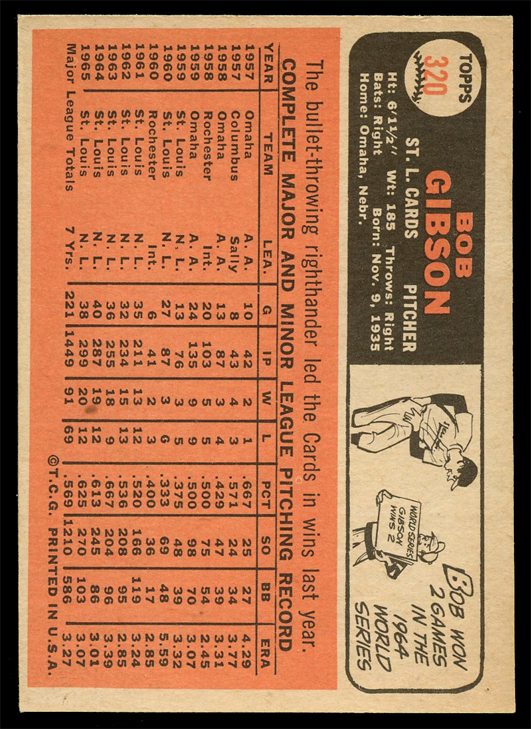 TOPPS
320
BOB
GIBSON
ST. L. CARDS PITCHER
Ht: 6'1½" Wt: 185 Throws: Right
Bats: Right Born: Nov. 9, 1935
Home: Omaha, Nebr.
BOB WON
2 GAMES
IN THE
1964
WORLD
SERIES
WORLD SERIES
GIBSON
WINS 2
The bullet-throwing righthander led the Cards in wins last year.
COMPLETE MAJOR AND MINOR LEAGUE PITCHING RECORD
YEAR TEAM LEA. G IP W L PCT SO BB ERA
1957 Omaha A. A. 10 42 2 1 .667 25 27 4.29
1957 Columbus Sally 8 43 4 3 .571 24 34 3.77
1958 Omaha A. A. 13 87 3 4 .429 47 39 3.31
1958 Rochester Int. 20 103 5 5 .500 75 54 2.45
1959 Omaha A. A. 24 135 9 9 .500 98 70 3.07
1959 St. Louis N. L. 13 76 3 5 .375 48 39 3.32
1960 St. Louis N. L. 27 87 3 6 .333 69 48 5.59
1960 Rochester Int. 6 41 2 3 .400 36 17 2.85
1961 St. Louis N. L. 35 211 13 12 .520 166 119 3.24
1962 St. Louis N. L. 32 234 15 13 .536 208 95 2.85
1963 St. Louis N. L. 36 255 18 9 .667 204 96 3.39
1964 St. Louis N. L. 40 287 19 12 .613 245 86 3.01
1965 St. Louis N. L. 38 299 20 12 .625 270 103 3.07
Major League Totals 7 Yrs. 221 1449 91 69 .569 1210 586 3.27
©T.C.G. PRINTED IN U.S.A.